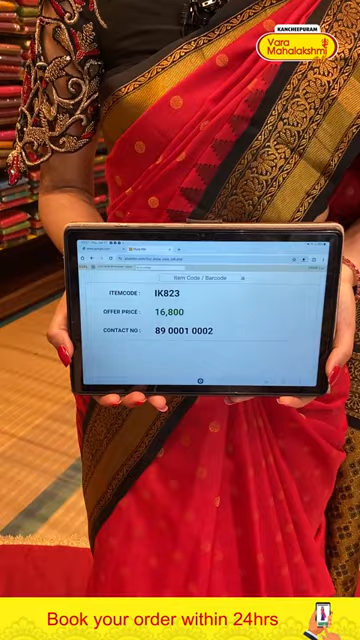 KANCHEEPURAM
Vara
Mahalakshmi
Item Code / Barcode
ITEMCODE : IK823
OFFER PRICE : 16,800
CONTACT NO : 89 0001 0002
Book your order within 24hrs